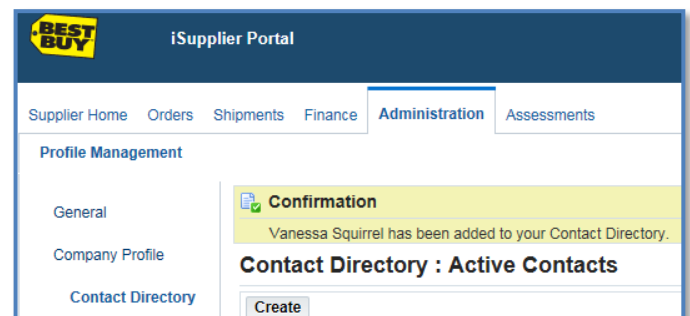 BEST
BUY
iSupplier Portal
Supplier Home Orders Shipments Finance Administration Assessments
Profile Management
General
Company Profile
Contact Directory
Confirmation
Vanessa Squirrel has been added to your Contact Directory.
Contact Directory : Active Contacts
Create